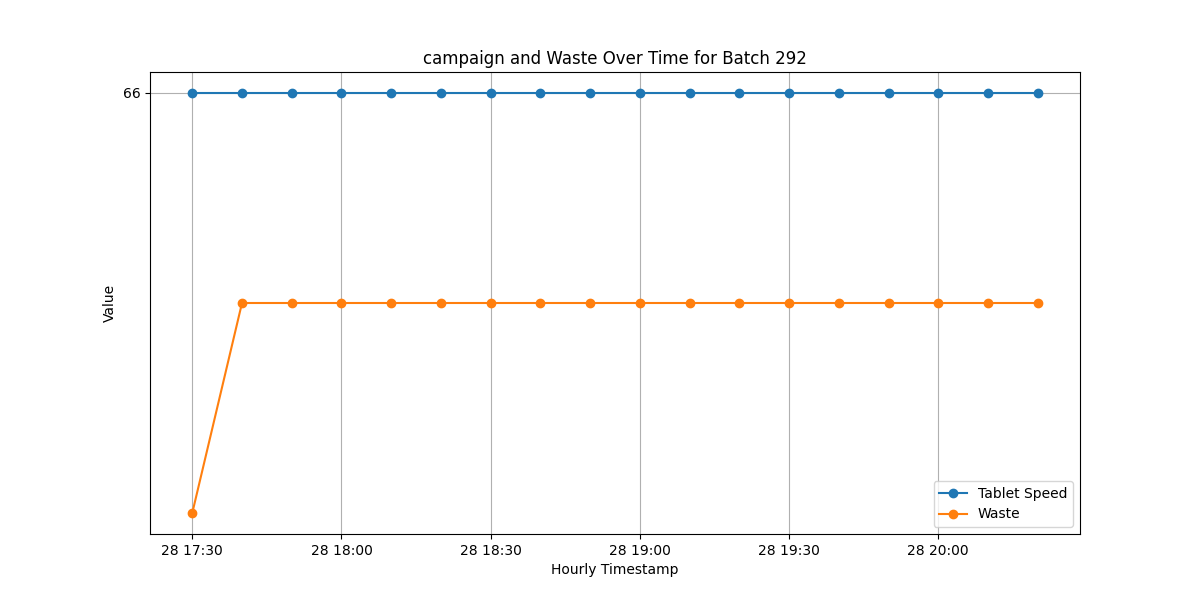 campaign and Waste Over Time for Batch 292
66
Value
Tablet Speed
Waste
28 17:30 28 18:00 28 18:30 28 19:00 28 19:30 28 20:00
Hourly Timestamp